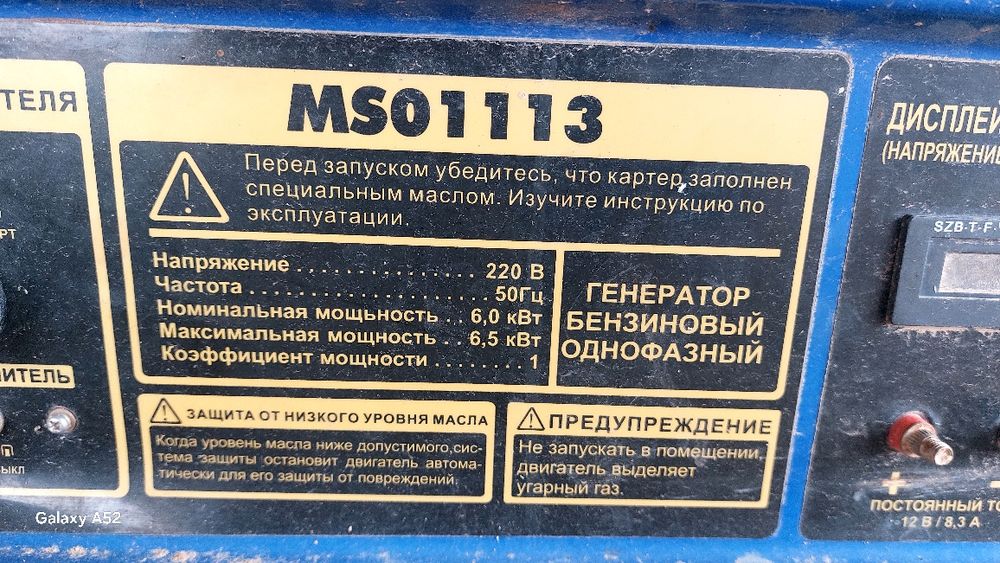 ТЕЛЯ
РТ
ИТЕЛЬ
ВЫКЛ
MS01113
Перед запуском убедитесь, что картер заполнен
специальным маслом. Изучите инструкцию по
эксплуатации.
Напряжение ................ 220 В
Частота .................... 50Гц
Номинальная мощьность .. 6,0 кВт
Максимальная мощность .. 6,5 кВт
Коэффициент мощности ........ 1
ГЕНЕРАТОР
БЕНЗИНОВЫЙ
ОДНОФАЗНЫЙ
ЗАЩИТА ОТ НИЗКОГО УРОВНЯ МАСЛА
Когда уровень масла ниже допустимого,сис-
тема защиты остановит двигатель автома-
тически для его защиты от повреждений.
ПРЕДУПРЕЖДЕНИЕ
Не запускать в помещении,
двигатель выделяет
угарный газ.
ДИСПЛЕЙ
(НАПРЯЖЕНИЕ
SZB-T-F-
+
ПОСТОЯННЫЙ ТО
12 В / 8,3 А
Galaxy A52